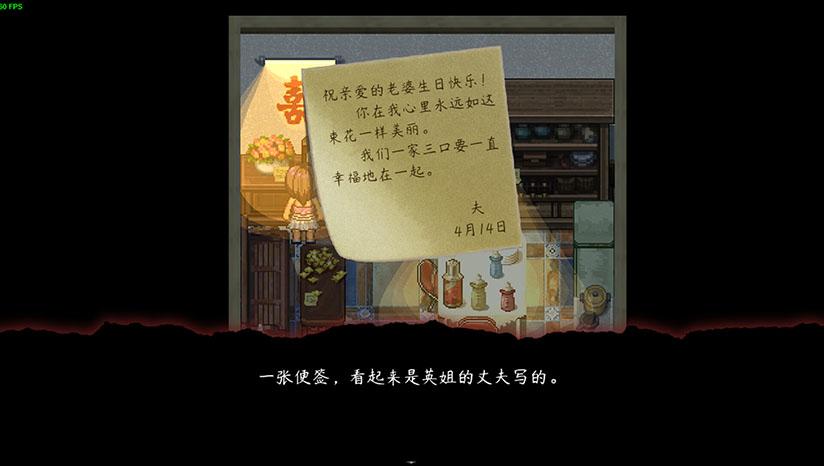 60 FPS
喜
祝亲爱的老婆生日快乐！
你在我心里永远如这
束花一样美丽。
我们一家三口要一直
幸福地在一起。
夫
4月14日
一张便签，看起来是英姐的丈夫写的。